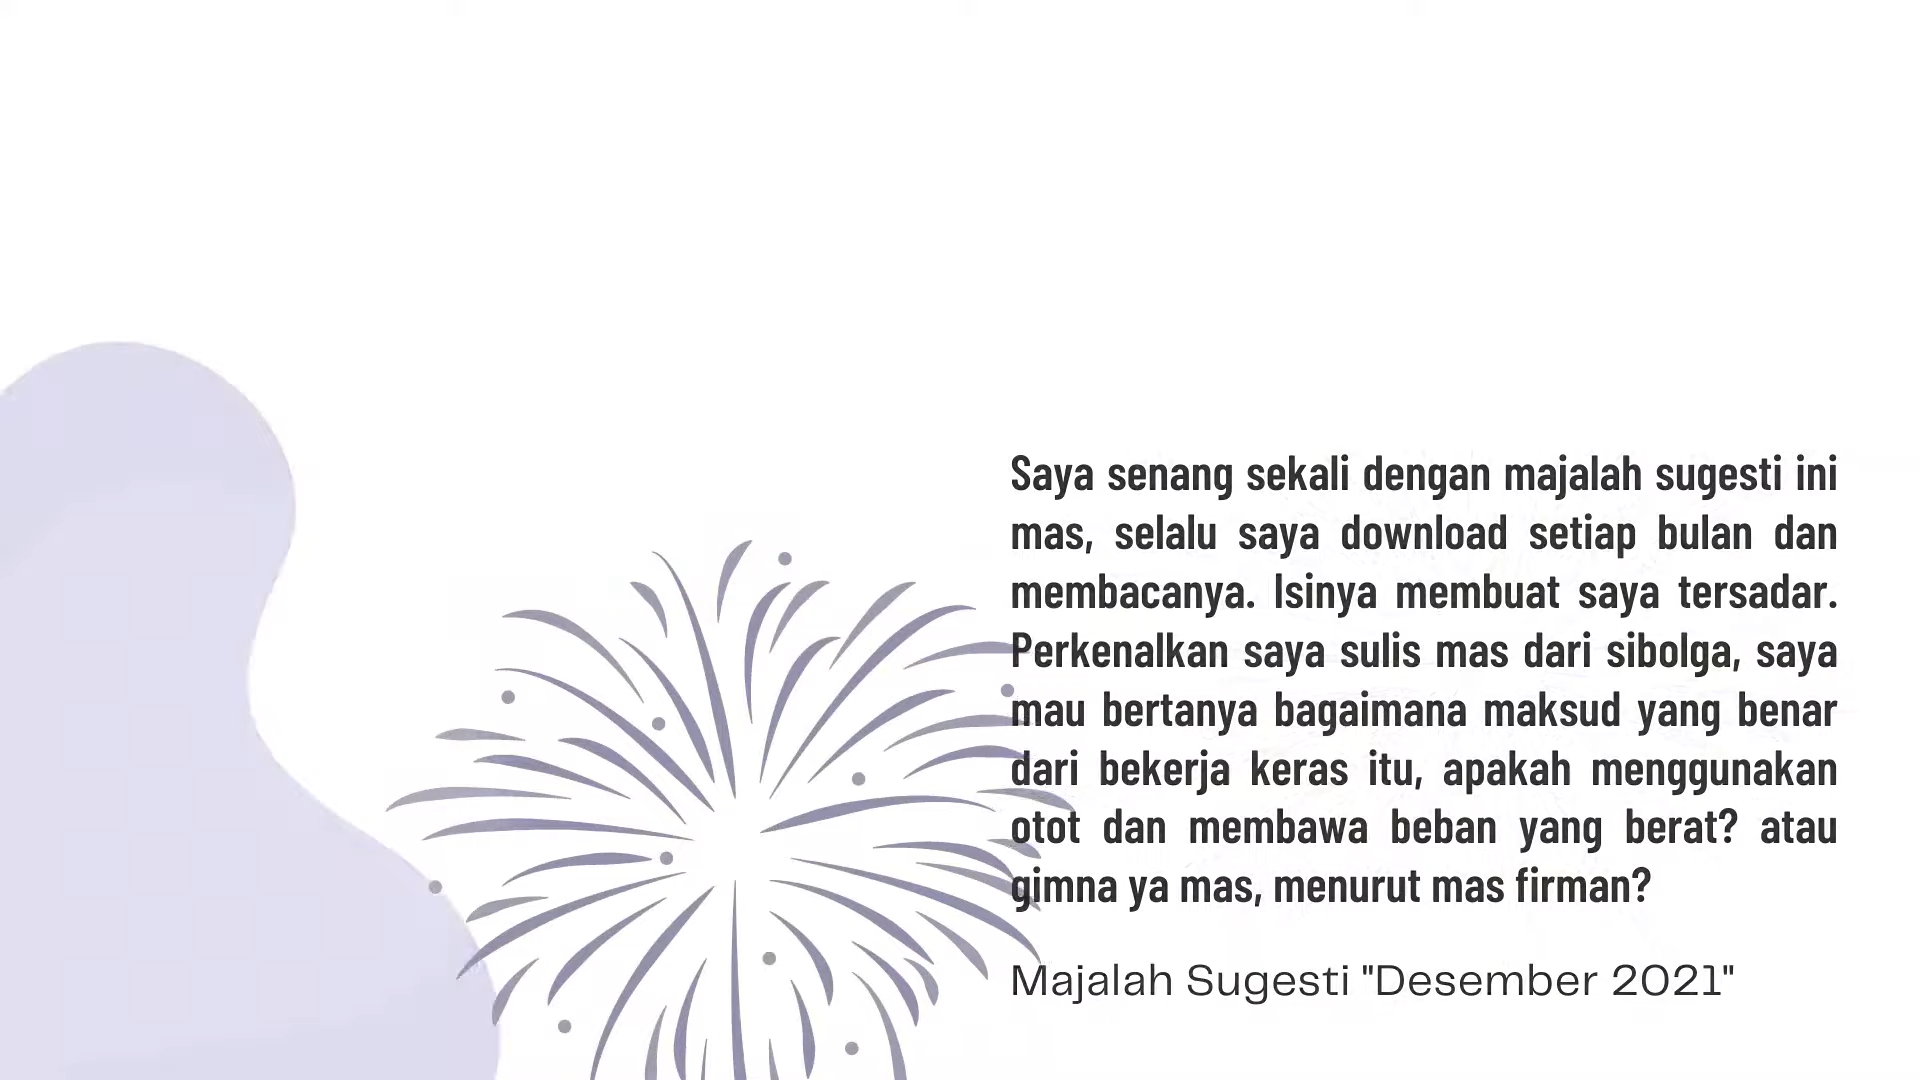 Saya senang sekali dengan majalah sugesti ini
mas, selalu saya download setiap bulan dan
membacanya. Isinya membuat saya tersadar.
Perkenalkan saya sulis mas dari sibolga, saya
mau bertanya bagaimana maksud yang benar
dari bekerja keras itu, apakah menggunakan
otot dan membawa beban yang berat? atau
gimna ya mas, menurut mas firman?
Majalah Sugesti "Desember 2021"